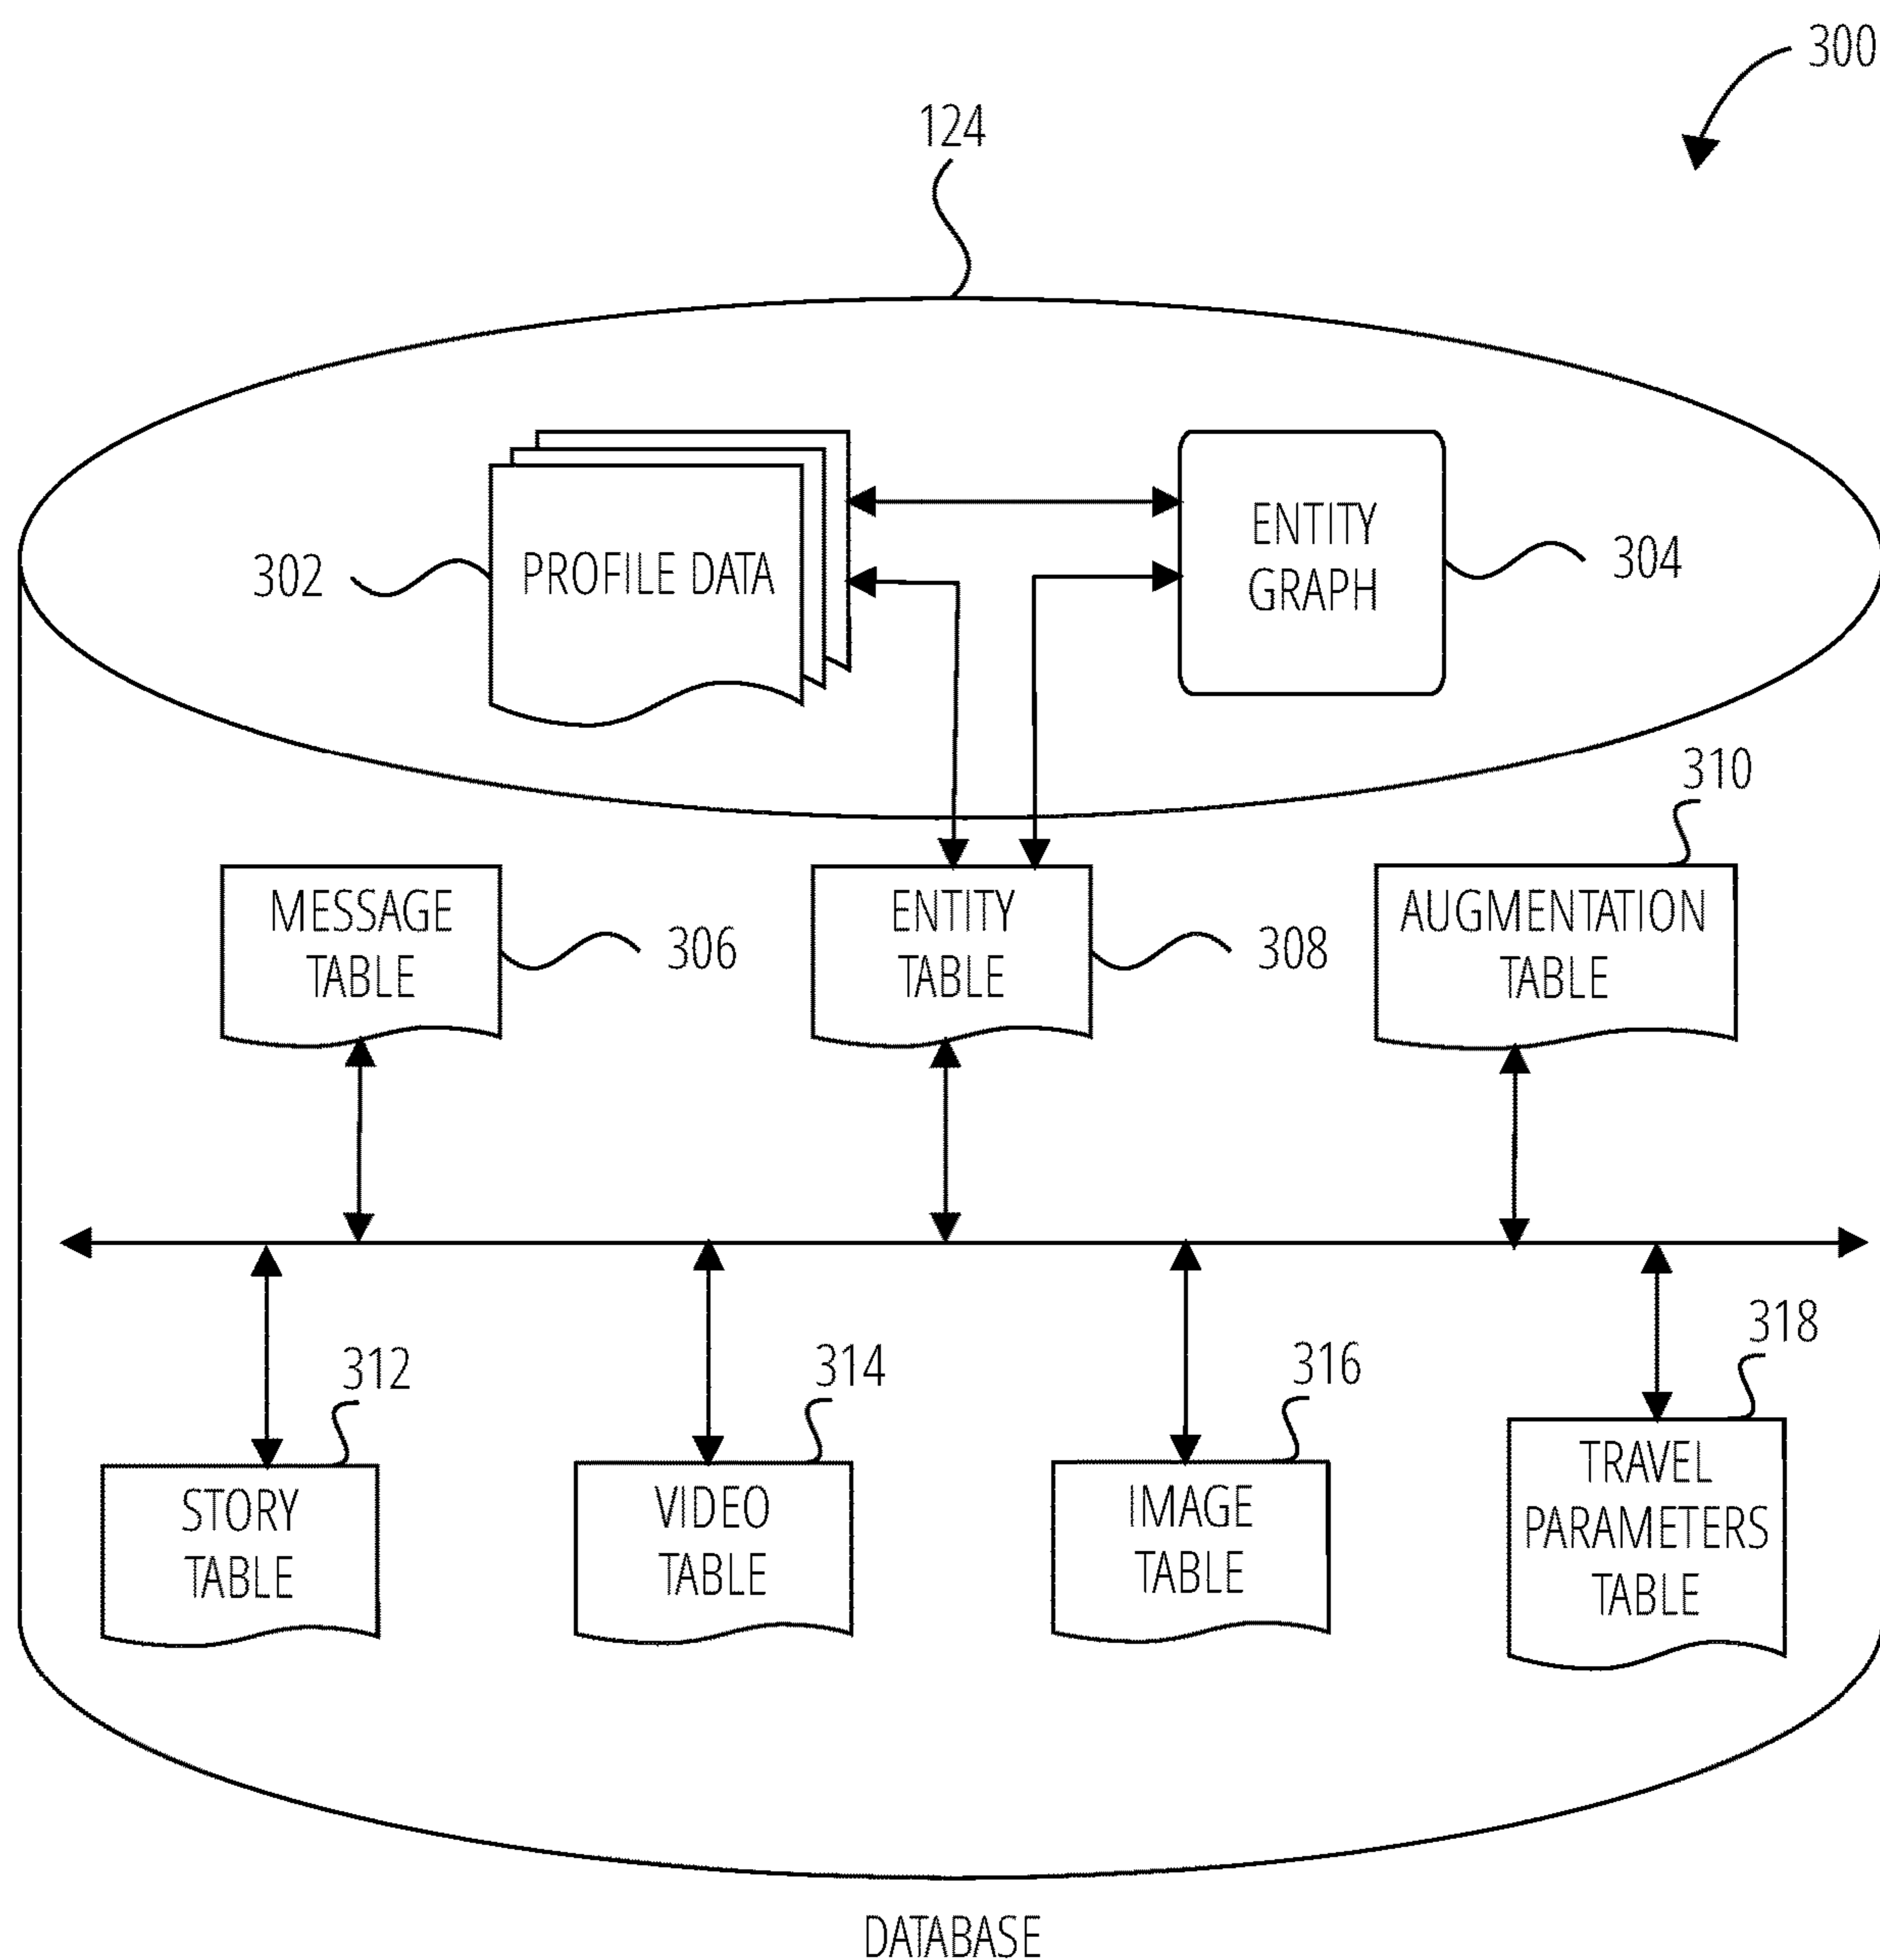 300
124
PROFILE DATA
302
ENTITY
GRAPH
304
310
MESSAGE
TABLE
306
ENTITY
TABLE
308
AUGMENTATION
TABLE
312
314
316
318
STORY
TABLE
VIDEO
TABLE
IMAGE
TABLE
TRAVEL
PARAMETERS
TABLE
DATABASE